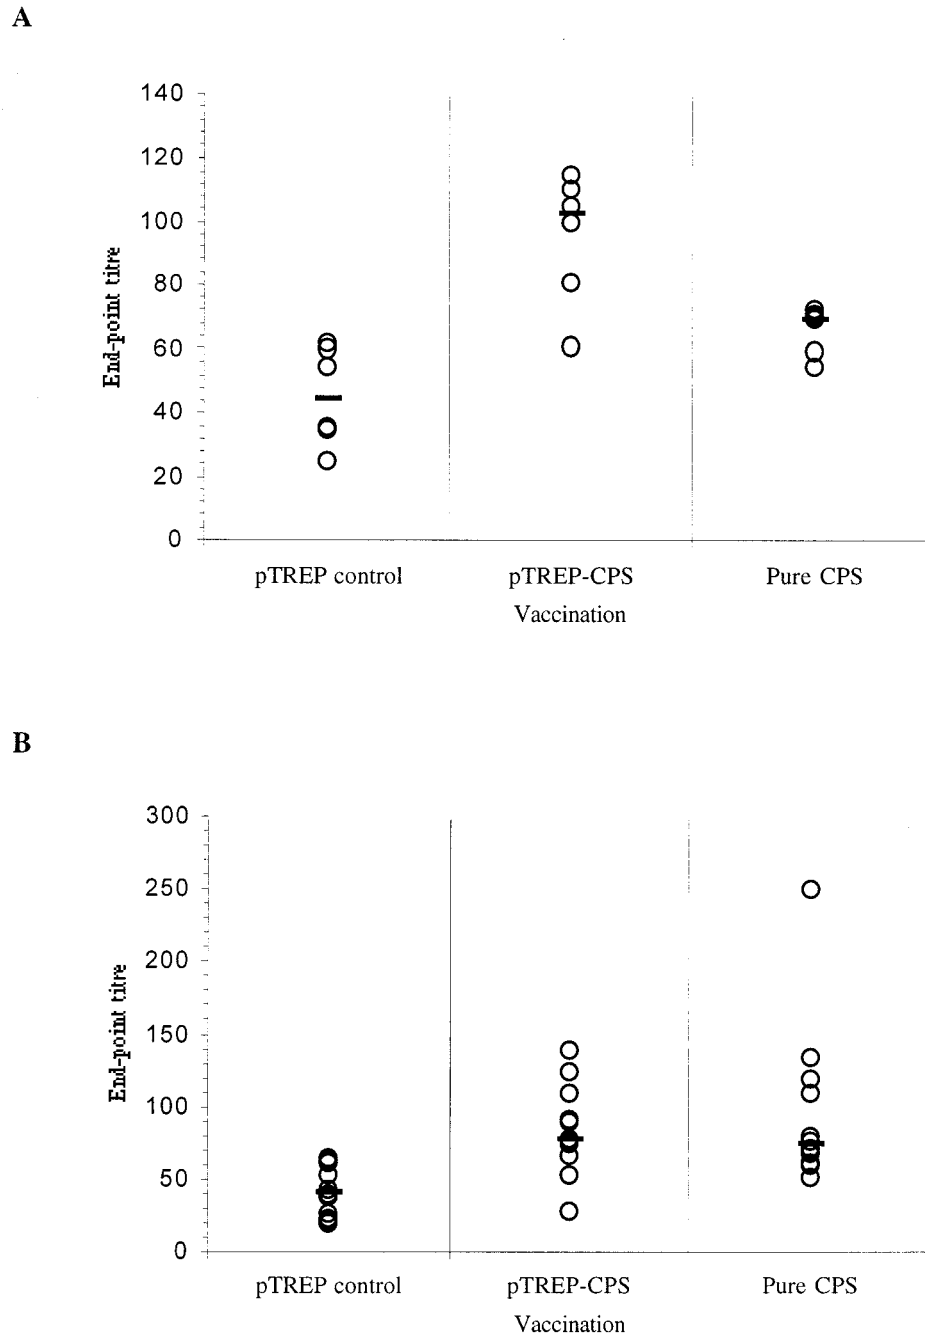 A
140
120
100
80
60
40
20
0
End-point titre
pTREP control pTREP-CPS Pure CPS
Vaccination
B
300
250
200
150
100
50
0
End-point titre
pTREP control pTREP-CPS Pure CPS
Vaccination